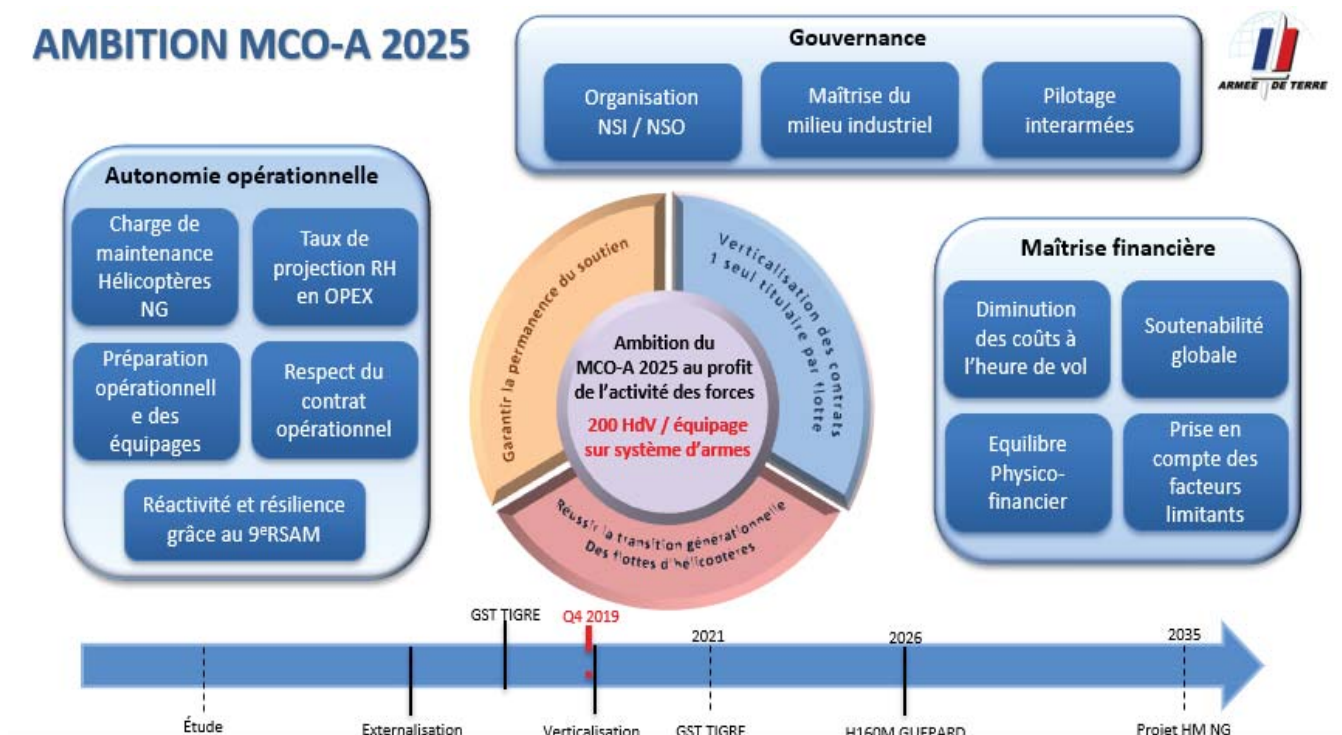 AMBITION MCO-A 2025
Gouvernance
Organisation
NSI / NSO
Maîtrise du
milieu industriel
Pilotage
interarmées
ARMEE DE TERRE
Autonomie opérationnelle
Charge de
maintenance
Hélicoptères
NG
Taux de
projection RH
en OPEX
Préparation
opérationnell
e des
équipages
Respect du
contrat
opérationnel
Réactivité et résilience
grâce au 9eRSAM
Garantir la permanence du soutien
Verticalisation des contrats
1 seul titulaire par flotte
Réussir la transition générationnelle
Des flottes d'hélicoptères
Ambition du
MCO-A 2025 au profit
de l'activité des forces
200 HdV / équipage
sur système d'armes
Maîtrise financière
Diminution
des coûts à
l'heure de vol
Soutenabilité
globale
Equilibre
Physico-
financier
Prise en
compte des
facteurs
limitants
GST TIGRE
Q4 2019
2021
2026
2035
Étude
Externalisation
Verticalisation
GST TIGRE
H160M GUEPARD
Projet HM NG